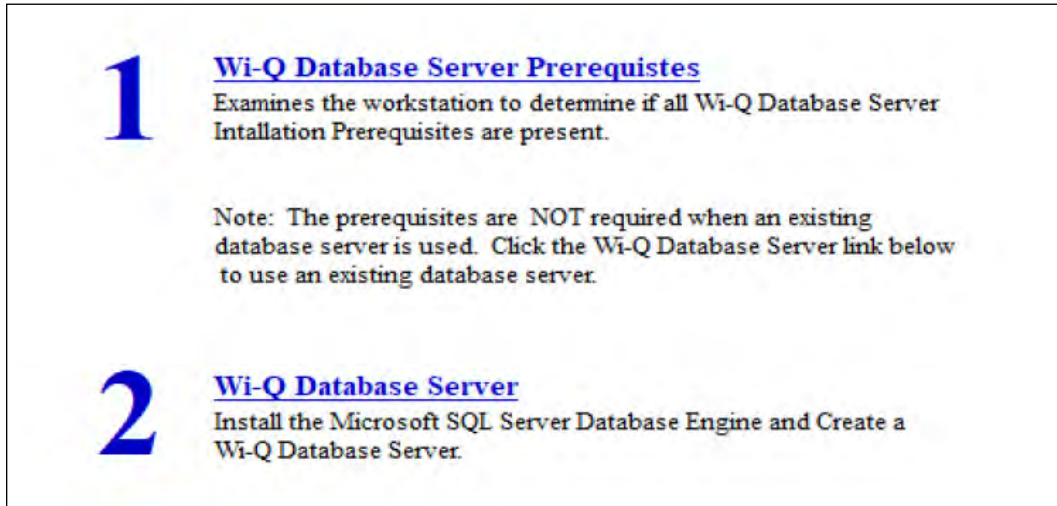 1
Wi-Q Database Server Prerequistes
Examines the workstation to determine if all Wi-Q Database Server
Intallation Prerequisites are present.
Note: The prerequisites are NOT required when an existing
database server is used. Click the Wi-Q Database Server link below
to use an existing database server.
2
Wi-Q Database Server
Install the Microsoft SQL Server Database Engine and Create a
Wi-Q Database Server.